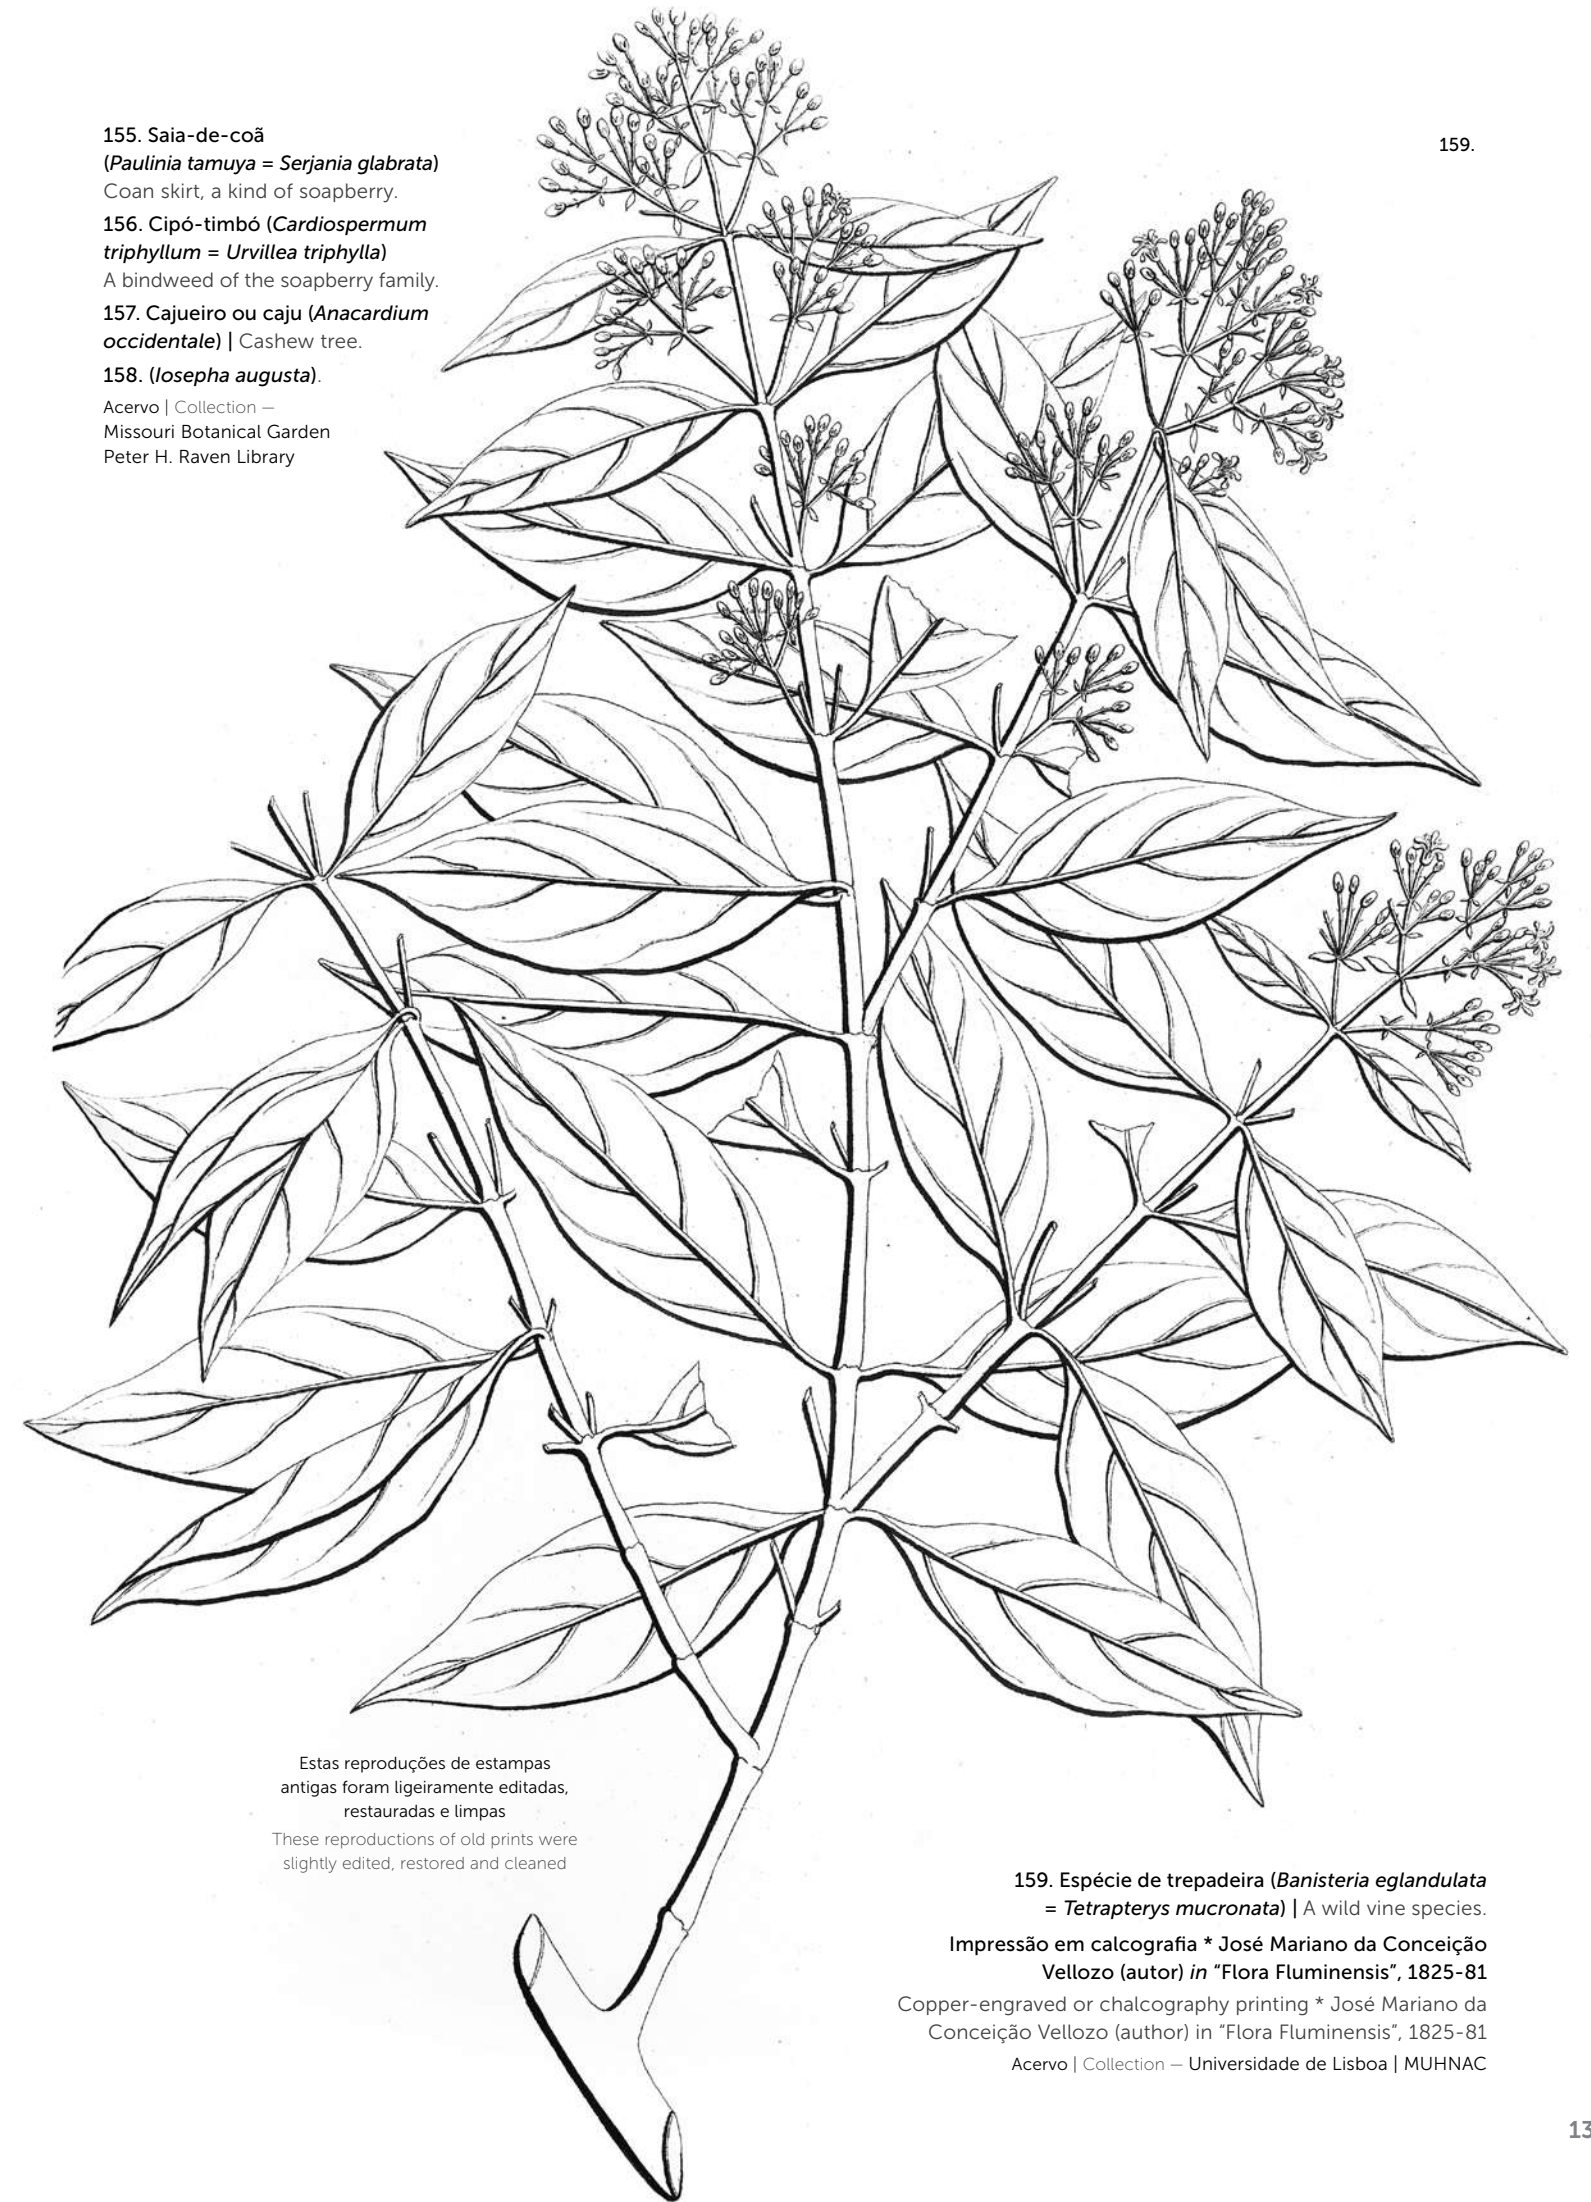 155. Saia-de-coã
(Paulinia tamuya = Serjania glabrata)
Coan skirt, a kind of soapberry.
156. Cipó-timbó (Cardiospermum
triphyllum = Urvillea triphylla)
A bindweed of the soapberry family.
157. Cajueiro ou caju (Anacardium
occidentale) | Cashew tree.
158. (Iosepha augusta).
Acervo | Collection —
Missouri Botanical Garden
Peter H. Raven Library
159.
Estas reproduções de estampas
antigas foram ligeiramente editadas,
restauradas e limpas
These reproductions of old prints were
slightly edited, restored and cleaned
159. Espécie de trepadeira (Banisteria eglandulata
= Tetrapterys mucronata) | A wild vine species.
Impressão em calcografia * José Mariano da Conceição
Vellozo (autor) in “Flora Fluminensis”, 1825-81
Copper-engraved or chalcography printing * José Mariano da
Conceição Vellozo (author) in “Flora Fluminensis”, 1825-81
Acervo | Collection — Universidade de Lisboa | MUHNAC